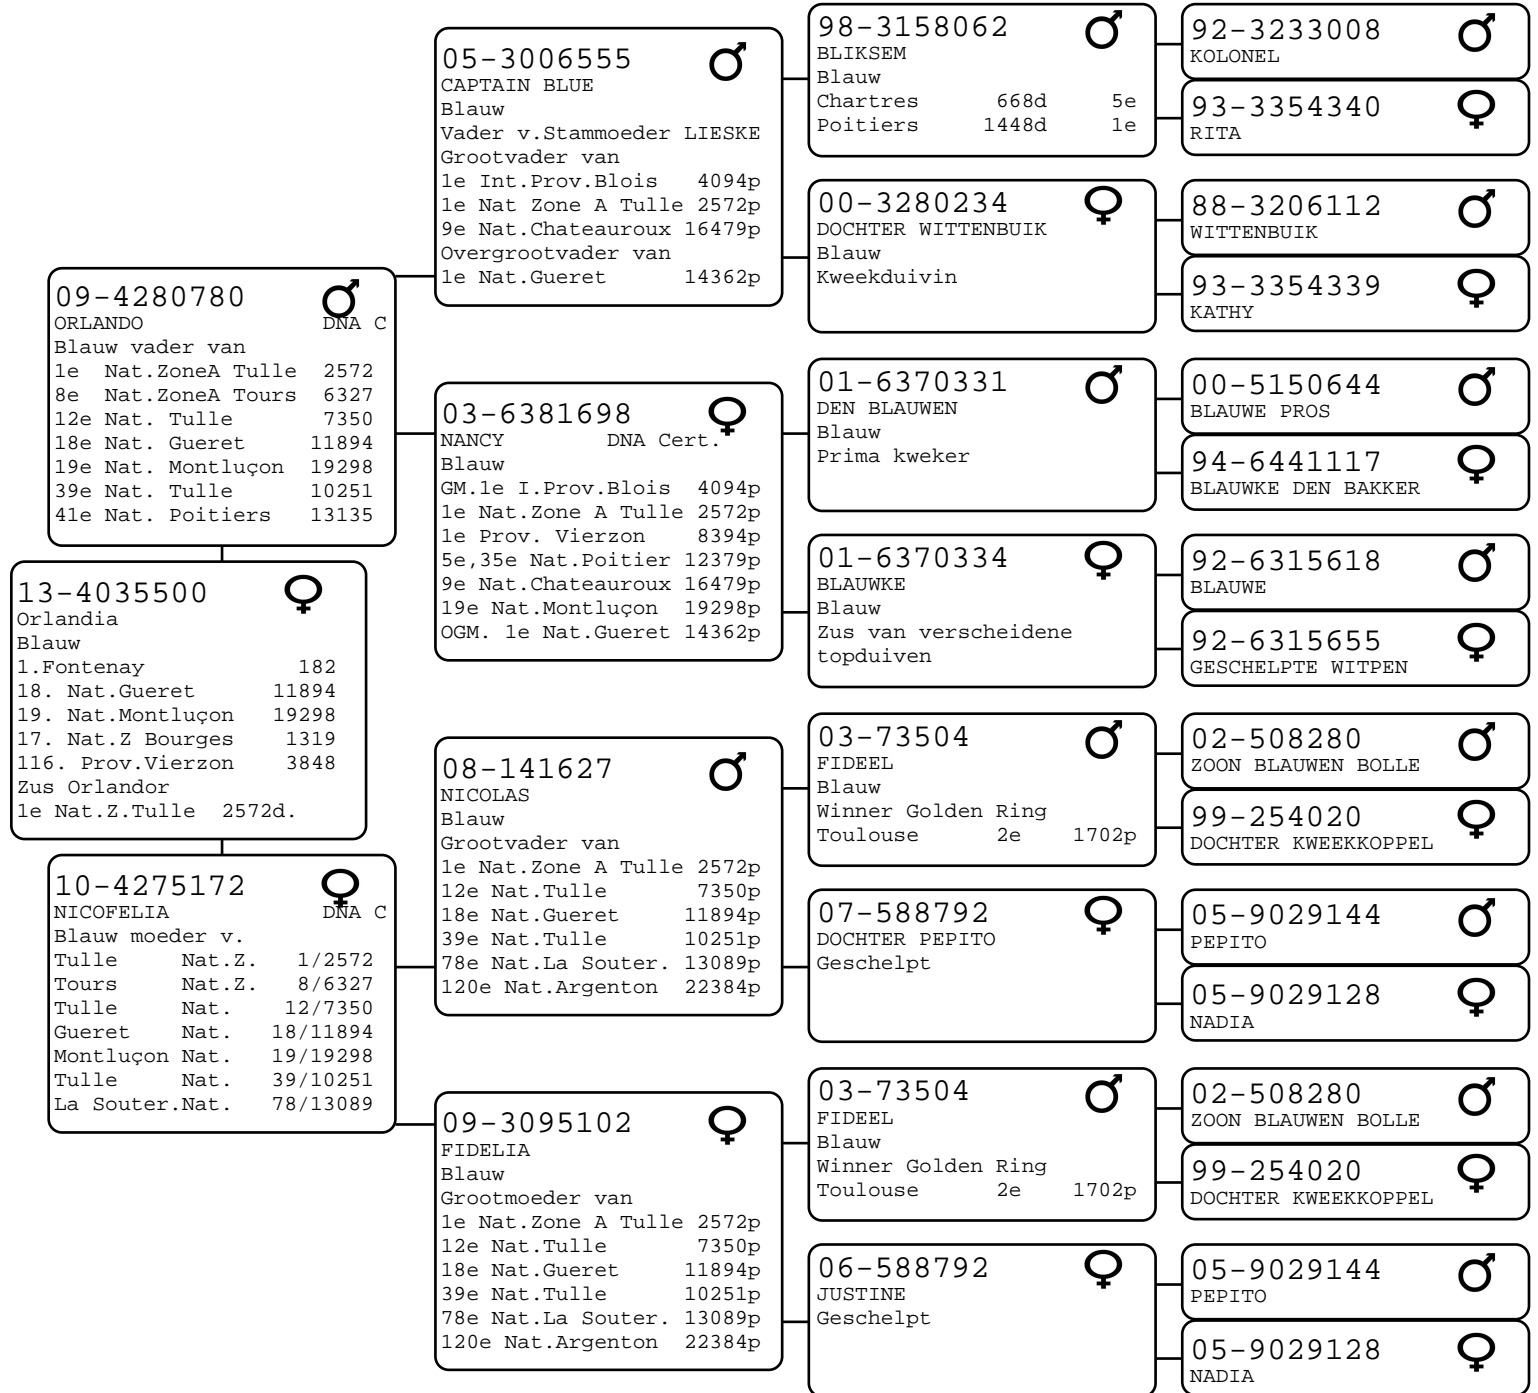 05-3006555
CAPTAIN BLUE
Blauw
Vader v.Stammoeder LIESKE
Grootvader van
1e Int.Prov.Blois 4094p
1e Nat Zone A Tulle 2572p
9e Nat.Chateauroux 16479p
Overgrootvader van
1e Nat.Gueret 14362p
98-3158062
BLIKSEM
Blauw
Chartres 668d 5e
Poitiers 1448d 1e
92-3233008
KOLONEL
93-3354340
RITA
00-3280234
DOCHTER WITTENBUIK
Blauw
Kweekduivin
88-3206112
WITTENBUIK
93-3354339
KATHY
09-4280780
ORLANDO DNA C
Blauw vader van
1e Nat.ZoneA Tulle 2572
8e Nat.ZoneA Tours 6327
12e Nat. Tulle 7350
18e Nat. Gueret 11894
19e Nat. Montluçon 19298
39e Nat. Tulle 10251
41e Nat. Poitiers 13135
03-6381698
NANCY DNA Cert.
Blauw
GM.1e I.Prov.Blois 4094p
1e Nat.Zone A Tulle 2572p
1e Prov. Vierzon 8394p
5e,35e Nat.Poitier 12379p
9e Nat.Chateauroux 16479p
19e Nat.Montluçon 19298p
OGM. 1e Nat.Gueret 14362p
01-6370331
DEN BLAUWEN
Blauw
Prima kweker
00-5150644
BLAUWE PROS
94-6441117
BLAUWKE DEN BAKKER
01-6370334
BLAUWKE
Blauw
Zus van verscheidene
topduiven
92-6315618
BLAUWE
92-6315655
GESCHELPTE WITPEN
13-4035500
Orlandia
Blauw
1.Fontenay 182
18. Nat.Gueret 11894
19. Nat.Montluçon 19298
17. Nat.Z Bourges 1319
116. Prov.Vierzon 3848
Zus Orlandor
1e Nat.Z.Tulle 2572d.
08-141627
NICOLAS
Blauw
Grootvader van
1e Nat.Zone A Tulle 2572p
12e Nat.Tulle 7350p
18e Nat.Gueret 11894p
39e Nat.Tulle 10251p
78e Nat.La Souter. 13089p
120e Nat.Argenton 22384p
03-73504
FIDEEL
Blauw
Winner Golden Ring
Toulouse 2e 1702p
02-508280
ZOON BLAUWEN BOLLE
99-254020
DOCHTER KWEEKKOPPEL
07-588792
DOCHTER PEPITO
Geschelpt
05-9029144
PEPITO
05-9029128
NADIA
10-4275172
NICOFELIA DNA C
Blauw moeder v.
Tulle Nat.Z. 1/2572
Tours Nat.Z. 8/6327
Tulle Nat. 12/7350
Gueret Nat. 18/11894
Montluçon Nat. 19/19298
Tulle Nat. 39/10251
La Souter.Nat. 78/13089
09-3095102
FIDELIA
Blauw
Grootmoeder van
1e Nat.Zone A Tulle 2572p
12e Nat.Tulle 7350p
18e Nat.Gueret 11894p
39e Nat.Tulle 10251p
78e Nat.La Souter. 13089p
120e Nat.Argenton 22384p
03-73504
FIDEEL
Blauw
Winner Golden Ring
Toulouse 2e 1702p
02-508280
ZOON BLAUWEN BOLLE
99-254020
DOCHTER KWEEKKOPPEL
06-588792
JUSTINE
Geschelpt
05-9029144
PEPITO
05-9029128
NADIA